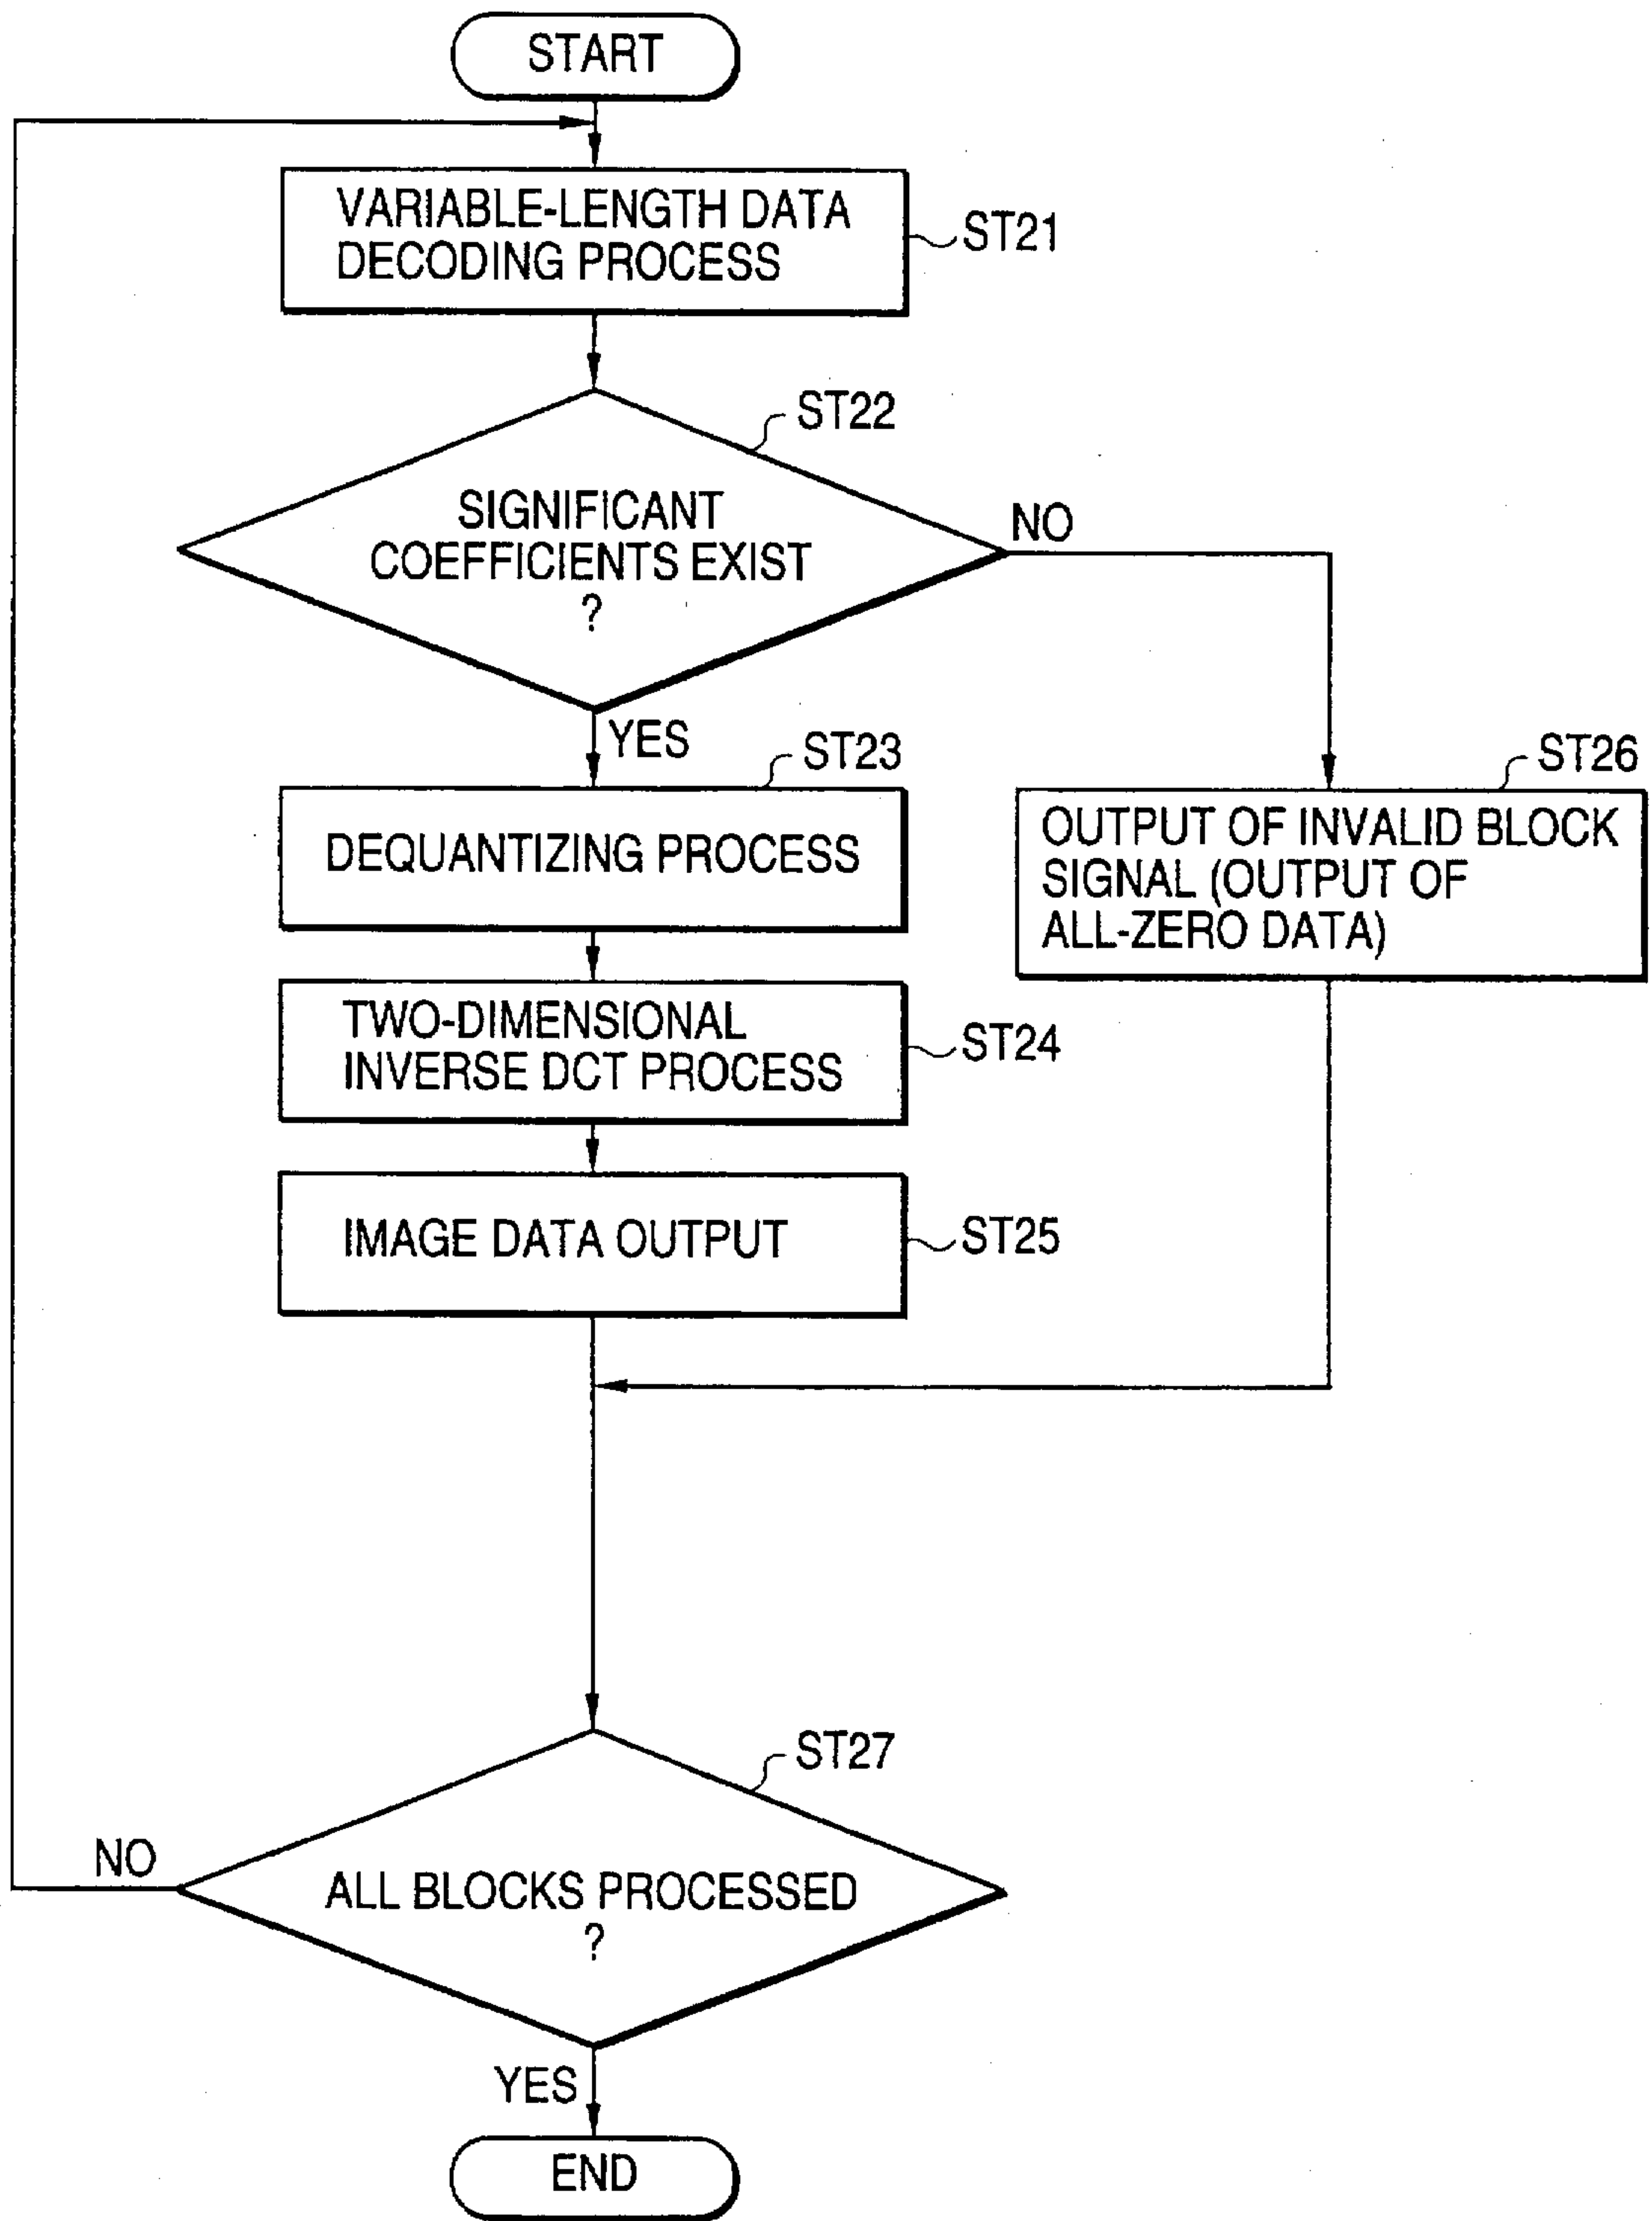 START
VARIABLE-LENGTH DATA
DECODING PROCESS
ST21
ST22
SIGNIFICANT
COEFFICIENTS EXIST
?
NO
YES
ST23
DEQUANTIZING PROCESS
ST26
OUTPUT OF INVALID BLOCK
SIGNAL (OUTPUT OF
ALL-ZERO DATA)
TWO-DIMENSIONAL
INVERSE DCT PROCESS
ST24
IMAGE DATA OUTPUT
ST25
ST27
ALL BLOCKS PROCESSED
?
NO
YES
END